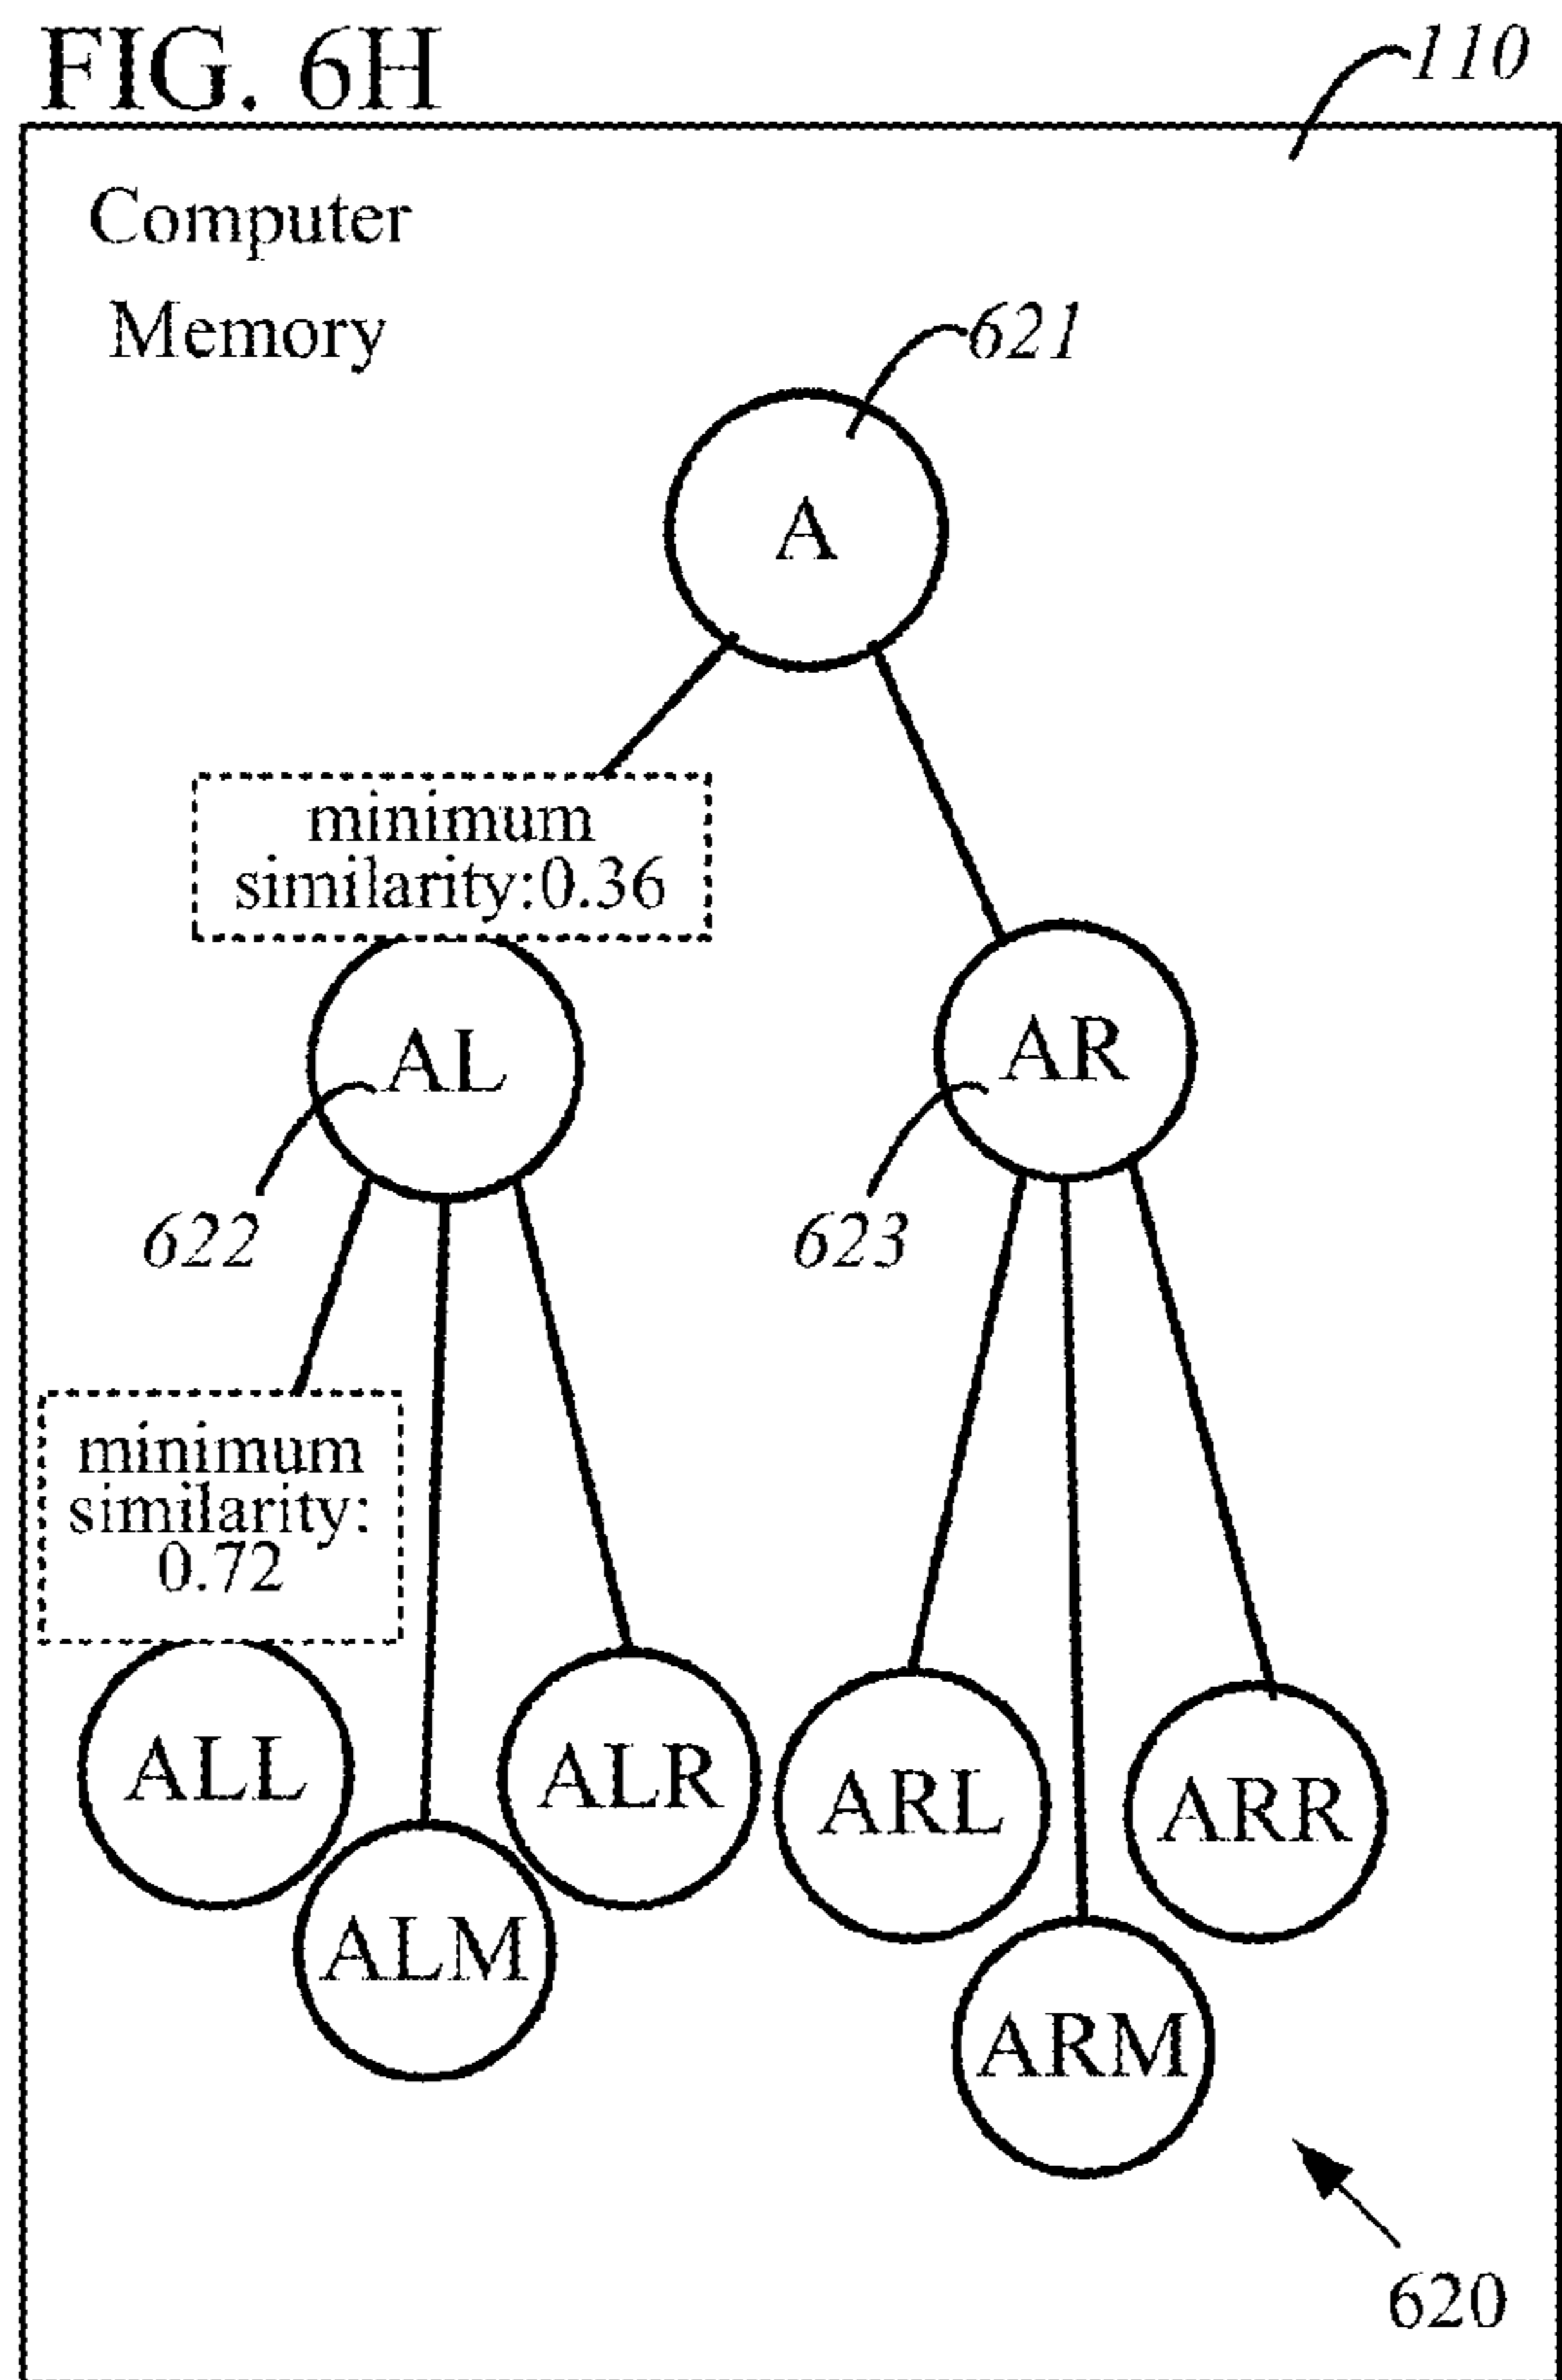 FIG. 6H
110
Computer
Memory
621
A
minimum
similarity:0.36
AL
AR
622
623
minimum
similarity:
0.72
ALL
ALR
ARL
ARR
ALM
ARM
620